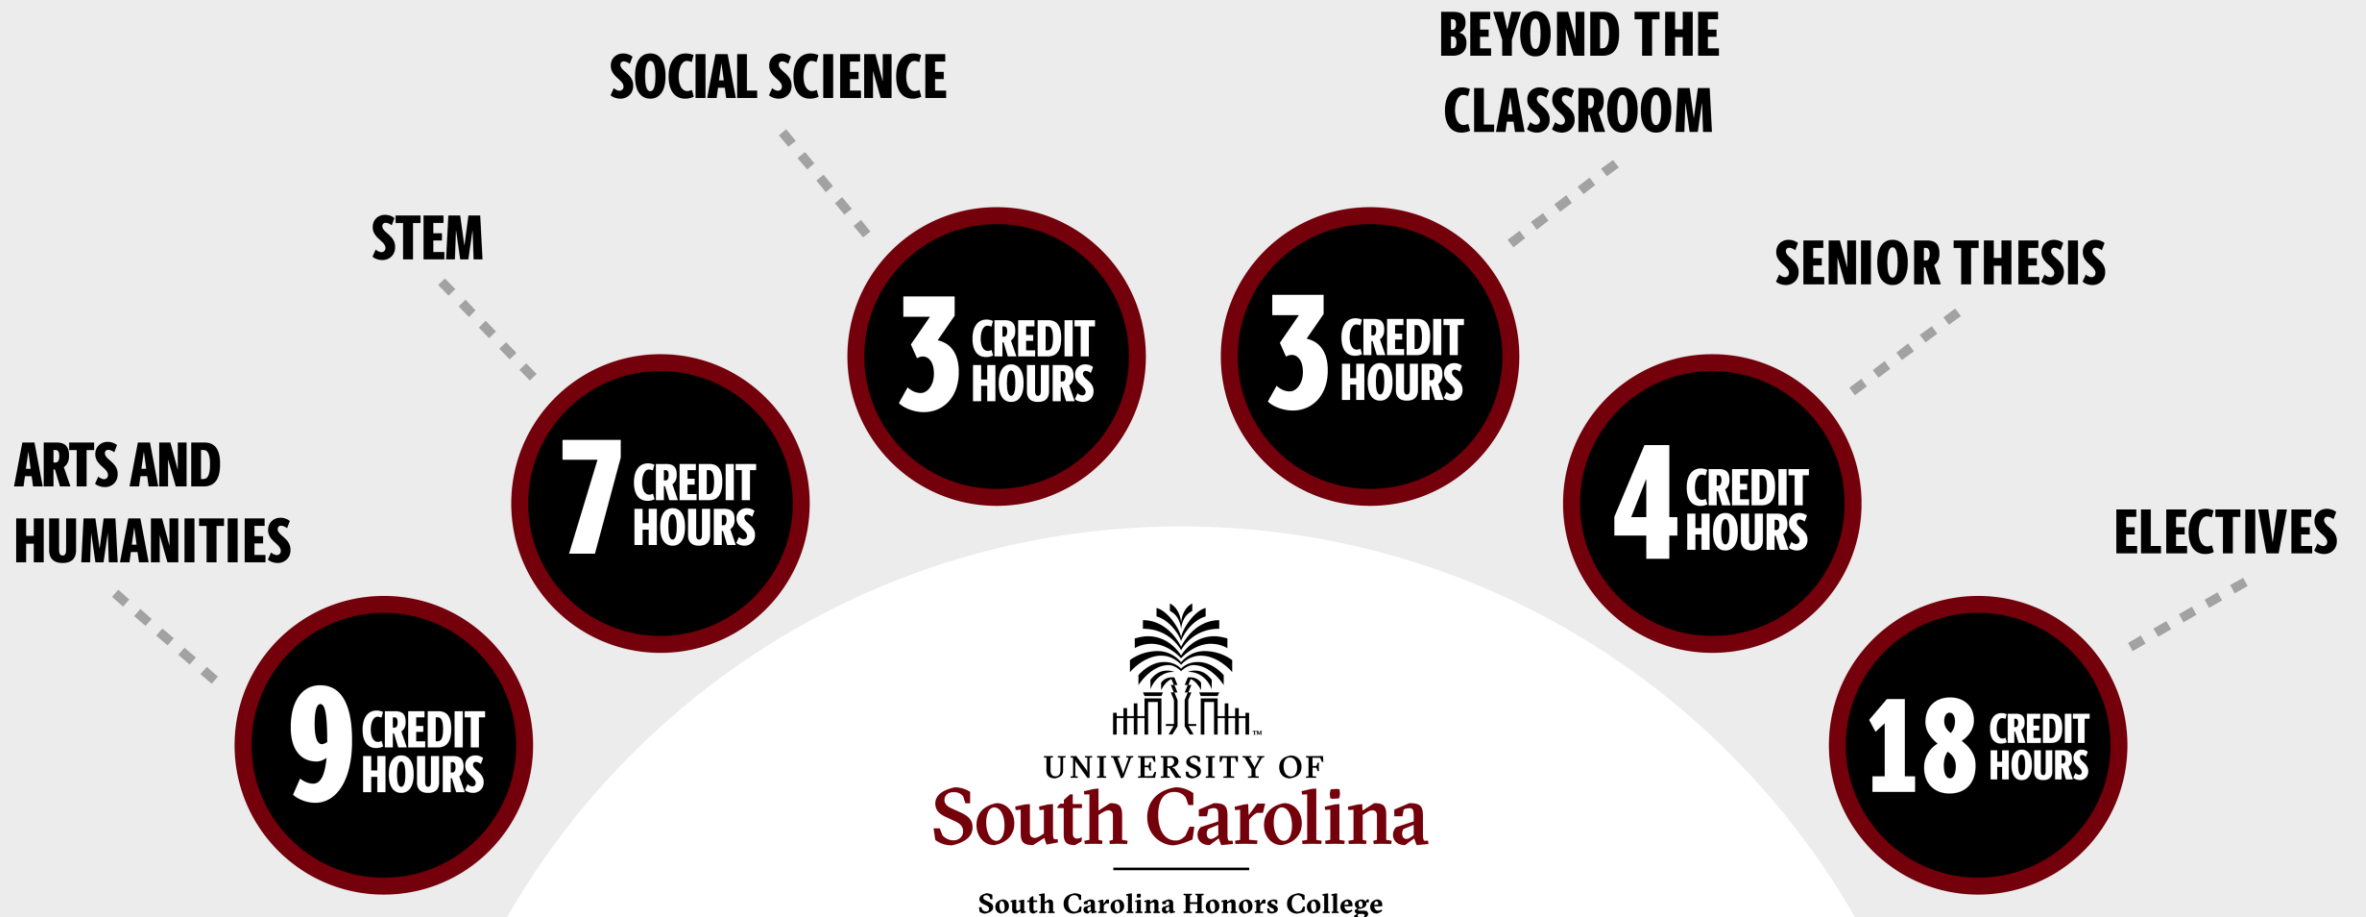 ARTS AND
HUMANITIES
9 CREDIT
HOURS
STEM
7 CREDIT
HOURS
SOCIAL SCIENCE
3 CREDIT
HOURS
BEYOND THE
CLASSROOM
3 CREDIT
HOURS
SENIOR THESIS
4 CREDIT
HOURS
ELECTIVES
18 CREDIT
HOURS
TM
UNIVERSITY OF
South Carolina
South Carolina Honors College